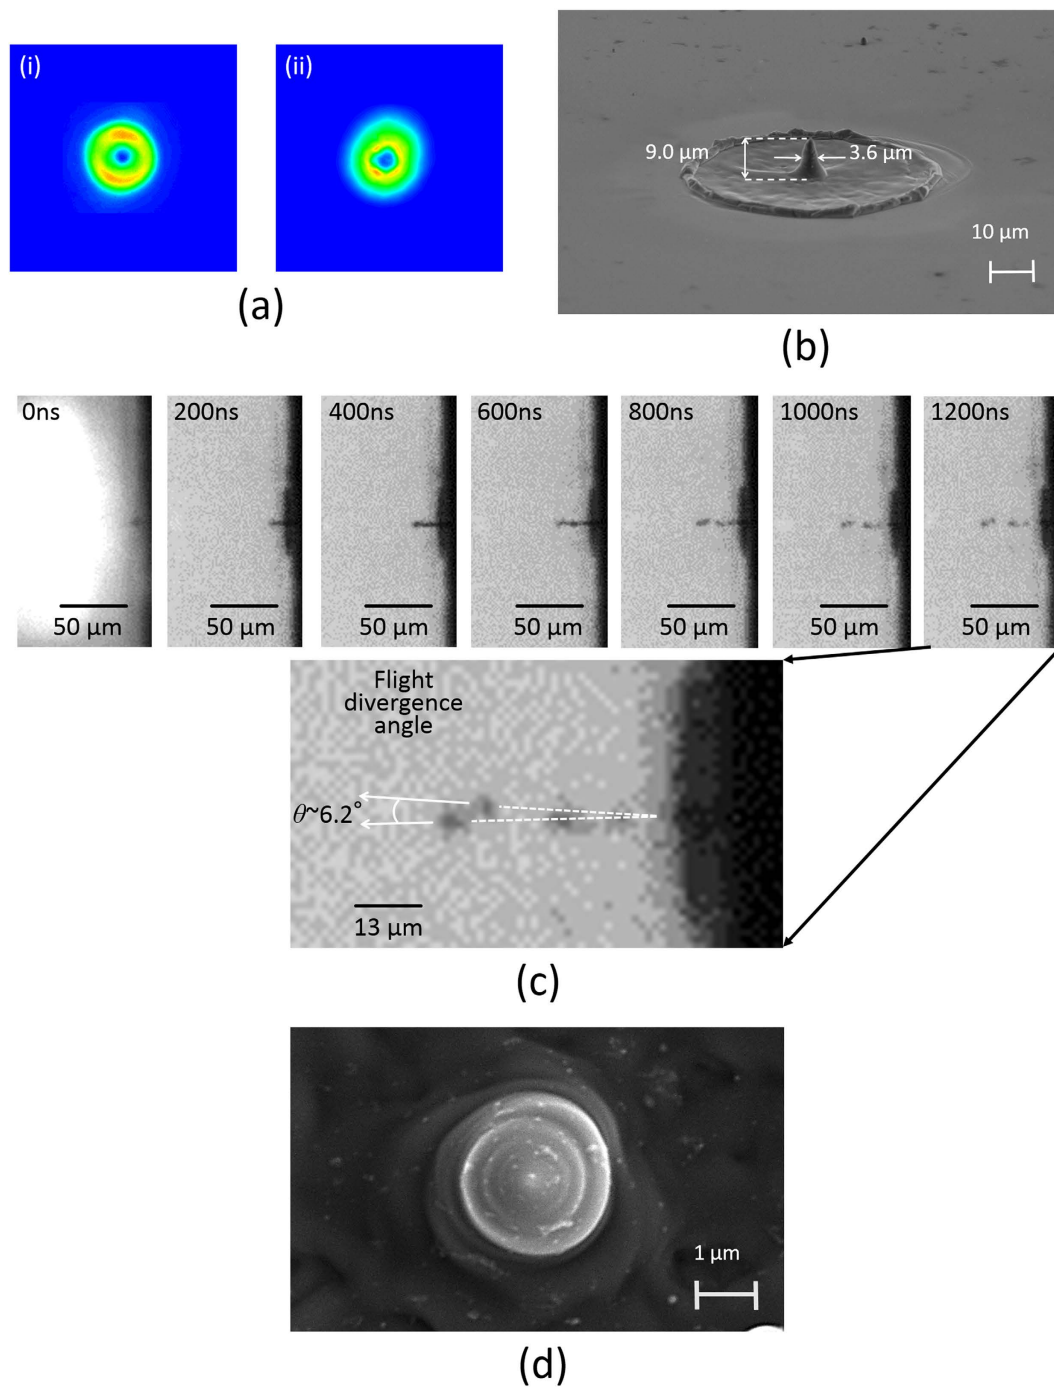 (i)
(ii)
(a)
9.0 μm
3.6 μm
10 μm
(b)
0ns
200ns
400ns
600ns
800ns
1000ns
1200ns
50 μm
50 μm
50 μm
50 μm
50 μm
50 μm
50 μm
Flight
divergence
angle
θ~6.2°
13 μm
(c)
1 μm
(d)